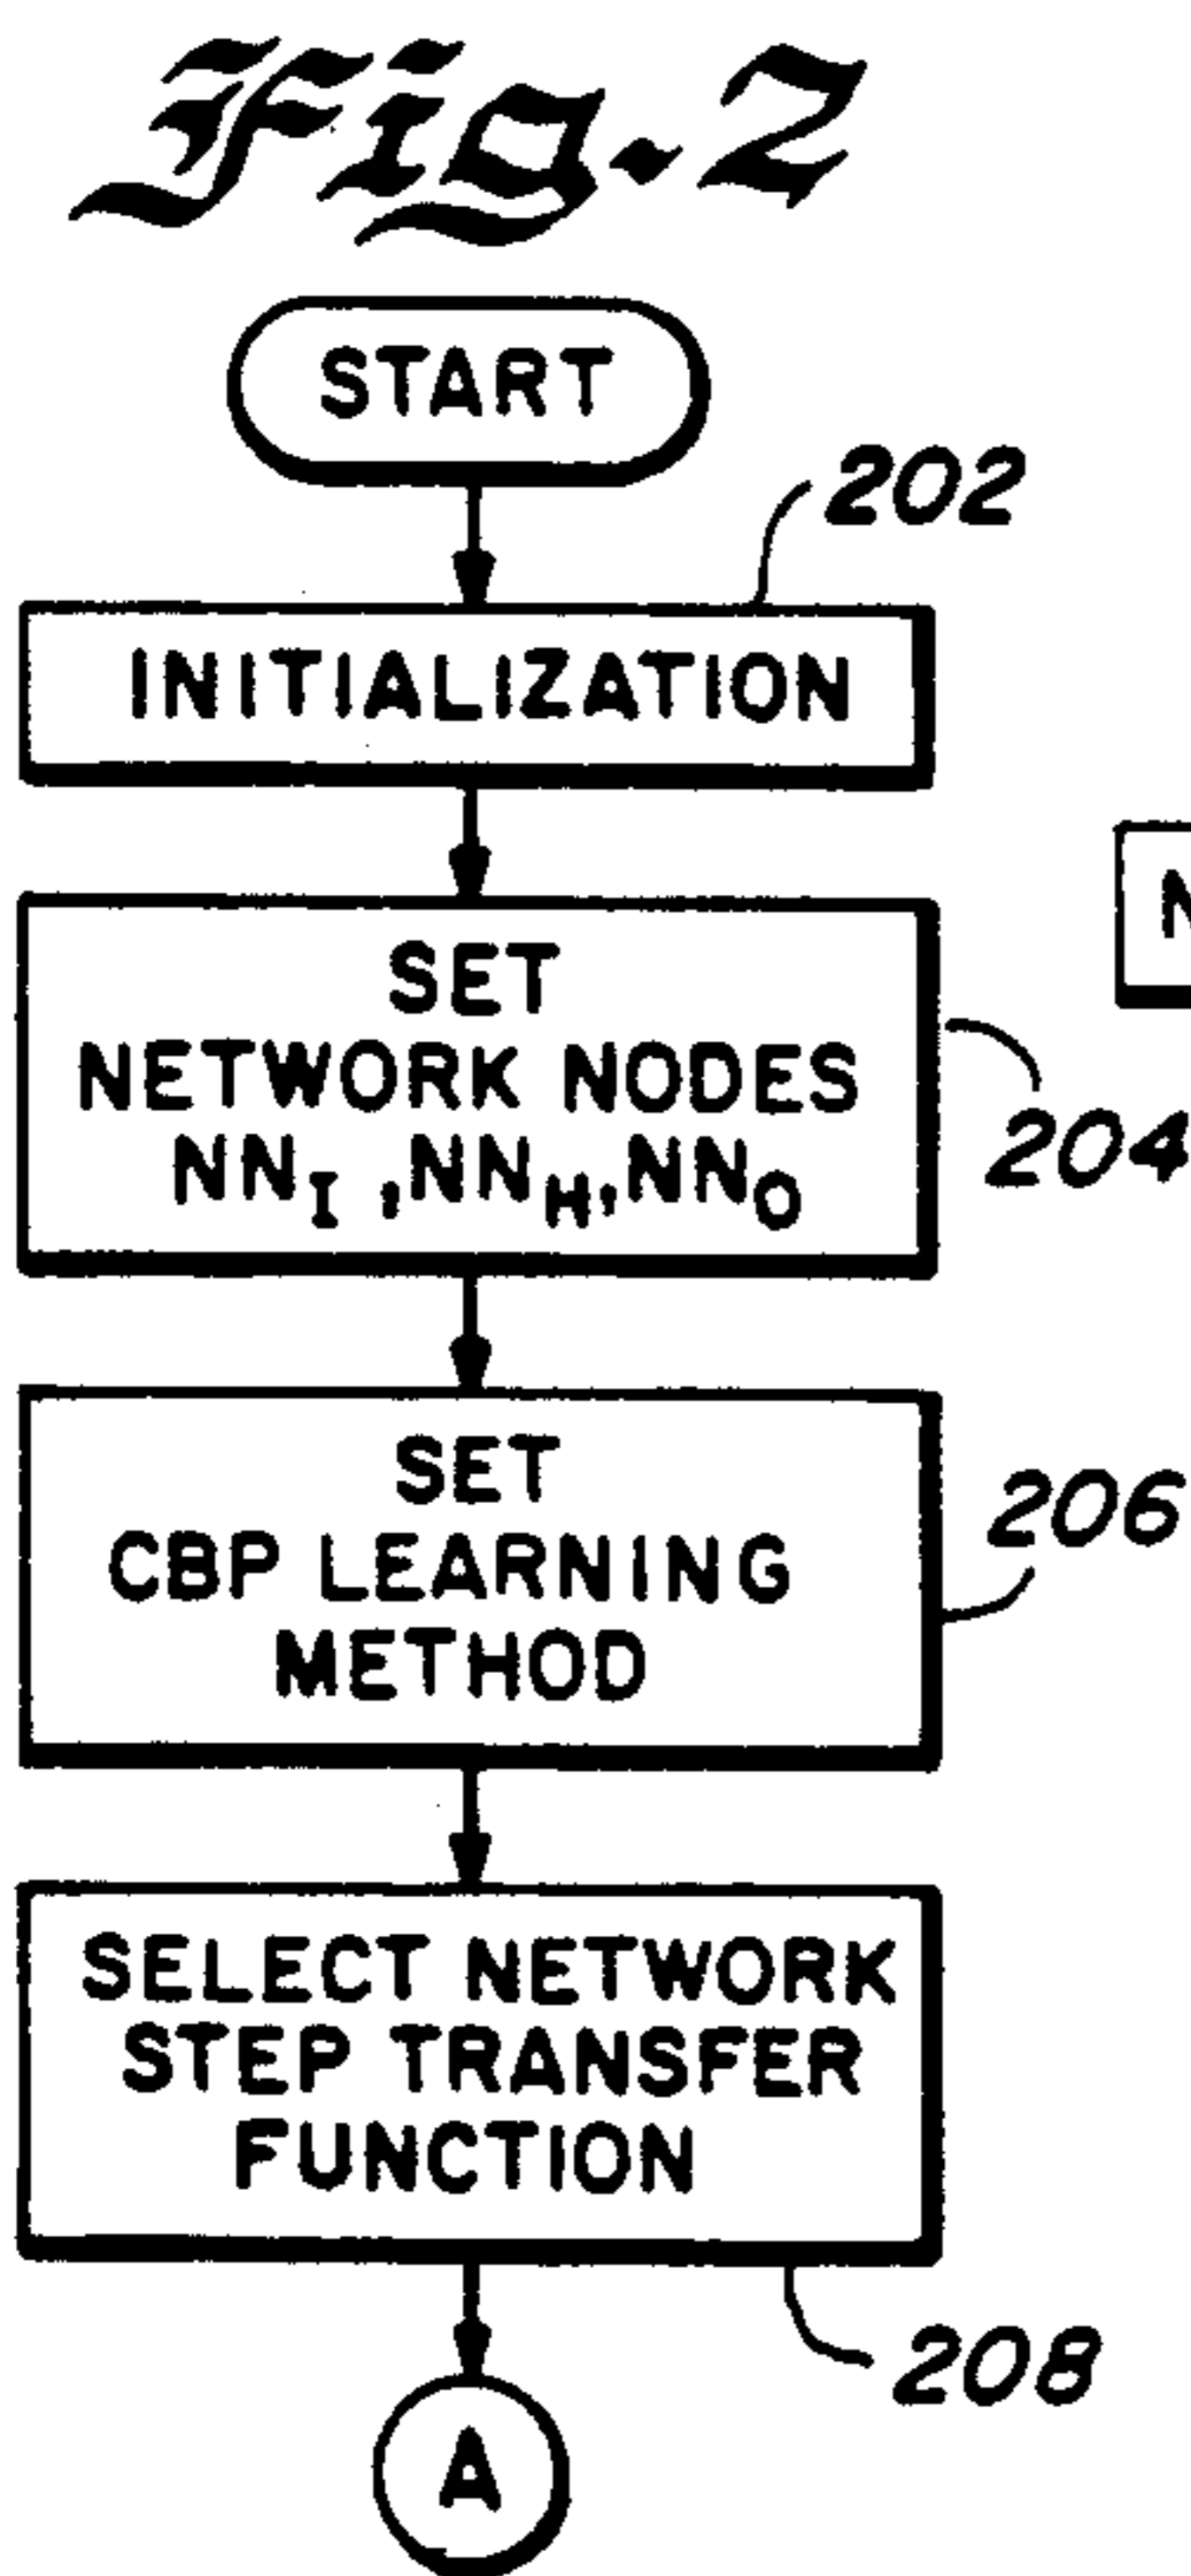 Fig. 2
START
202
INITIALIZATION
SET
NETWORK NODES
NN_I ,NN_H, NN_O
204
SET
CBP LEARNING
METHOD
206
SELECT NETWORK
STEP TRANSFER
FUNCTION
208
A